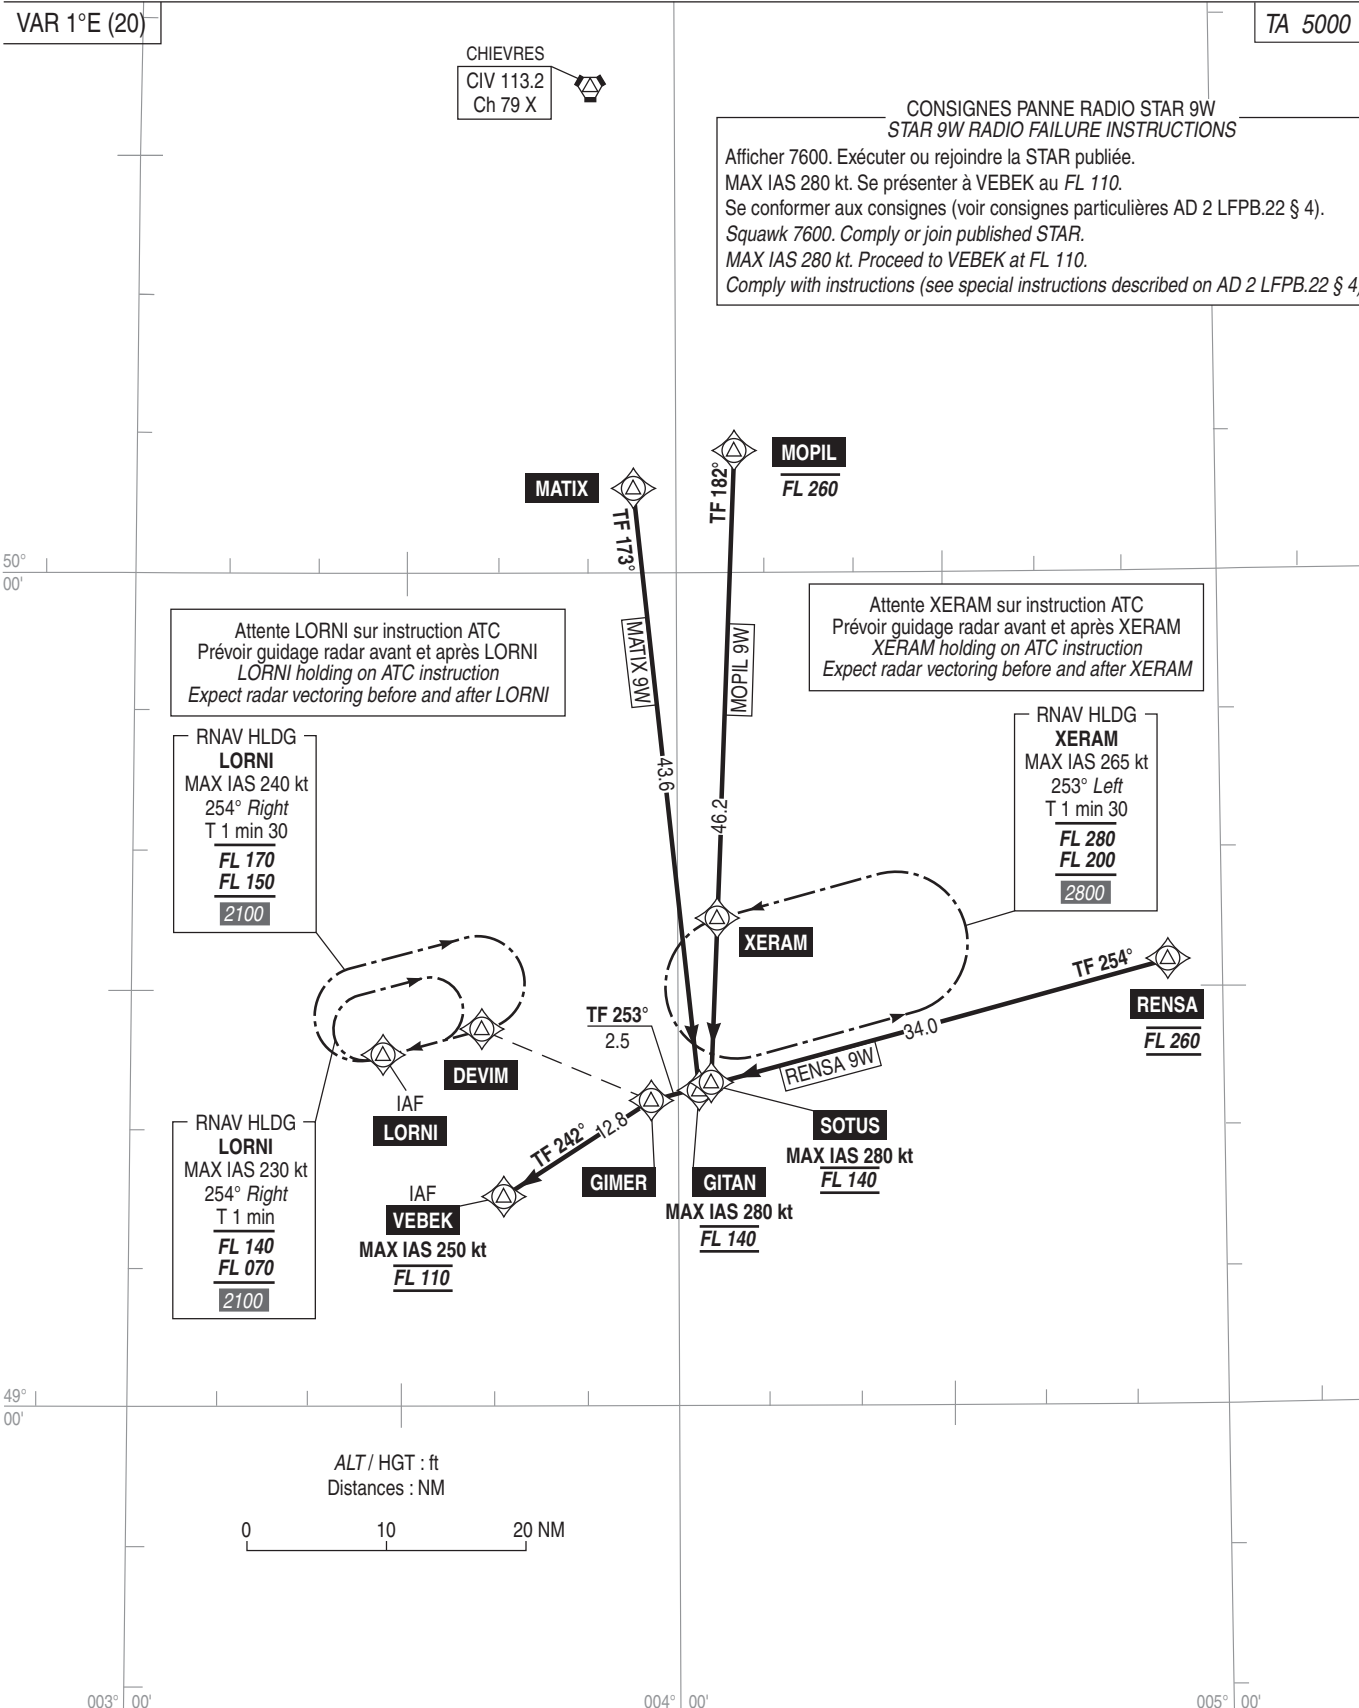 VAR 1°E (20)
TA 5000
CHIEVRES
CIV 113.2
Ch 79 X
CONSIGNES PANNE RADIO STAR 9W
STAR 9W RADIO FAILURE INSTRUCTIONS
Afficher 7600. Exécuter ou rejoindre la STAR publiée.
MAX IAS 280 kt. Se présenter à VEBEK au FL 110.
Se conformer aux consignes (voir consignes particulières AD 2 LFPB.22 § 4).
Squawk 7600. Comply or join published STAR.
MAX IAS 280 kt. Proceed to VEBEK at FL 110.
Comply with instructions (see special instructions described on AD 2 LFPB.22 § 4)
MOPIL
FL 260
TF 182°
MATIX
TF 173°
50°
00'
Attente LORNI sur instruction ATC
Prévoir guidage radar avant et après LORNI
LORNI holding on ATC instruction
Expect radar vectoring before and after LORNI
MATIX 9W
MOPIL 9W
Attente XERAM sur instruction ATC
Prévoir guidage radar avant et après XERAM
XERAM holding on ATC instruction
Expect radar vectoring before and after XERAM
RNAV HLDG
LORNI
MAX IAS 240 kt
254° Right
T 1 min 30
FL 170
FL 150
2100
43.6
46.2
RNAV HLDG
XERAM
MAX IAS 265 kt
253° Left
T 1 min 30
FL 280
FL 200
2800
XERAM
TF 254°
RENSA
FL 260
34.0
RENSA 9W
TF 253°
2.5
DEVIM
IAF
LORNI
RNAV HLDG
LORNI
MAX IAS 230 kt
254° Right
T 1 min
FL 140
FL 070
2100
TF 242°
12.8
SOTUS
MAX IAS 280 kt
FL 140
GIMER
GITAN
MAX IAS 280 kt
FL 140
IAF
VEBEK
MAX IAS 250 kt
FL 110
49°
00'
ALT / HGT : ft
Distances : NM
0 10 20 NM
003° 00' 004° 00' 005° 00'